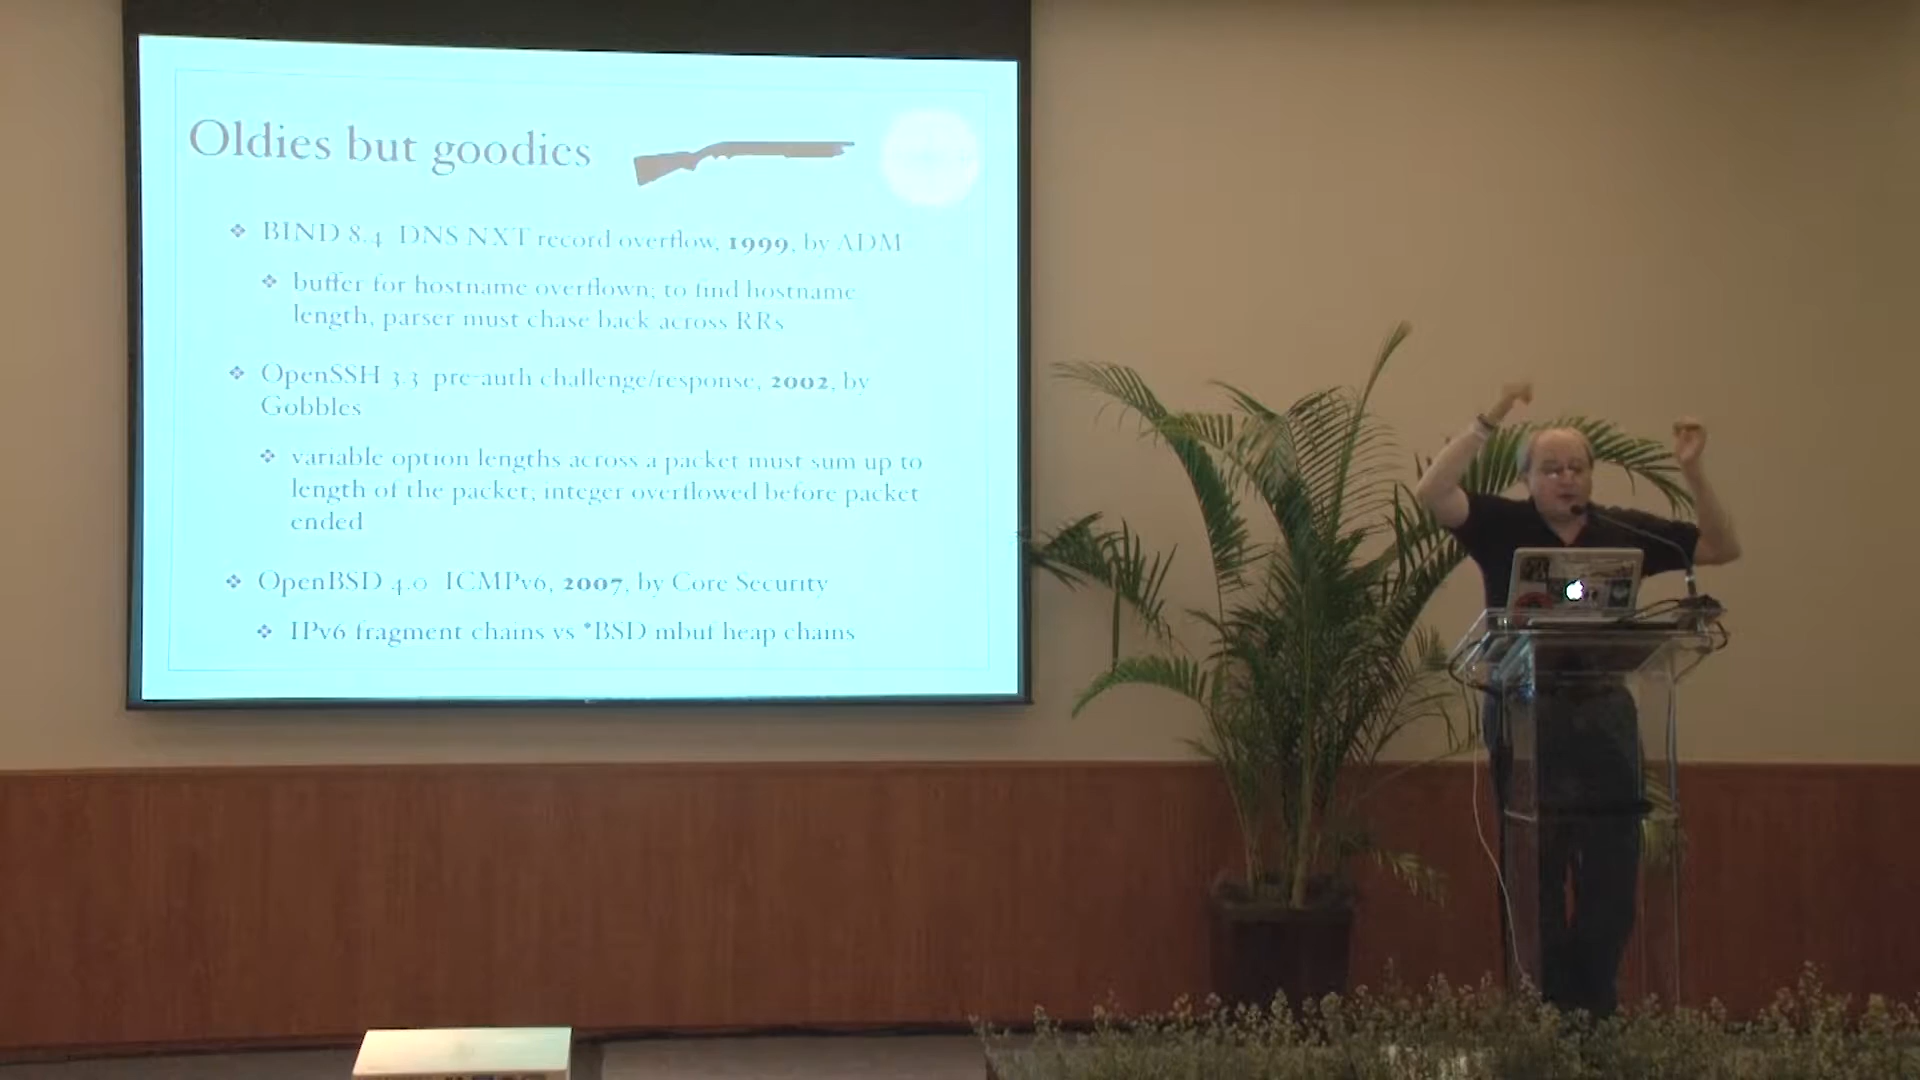 Oldies but goodies
❖ BIND 8.4 DNS NXT record overflow, 1999, by ADM
❖ buffer for hostname overflown; to find hostname
length, parser must chase back across RRs
❖ OpenSSH 3.3 pre-auth challenge/response, 2002, by
Gobbles
❖ variable option lengths across a packet must sum up to
length of the packet; integer overflowed before packet
ended
❖ OpenBSD 4.0 ICMPv6, 2007, by Core Security
❖ IPv6 fragment chains vs *BSD mbuf heap chains